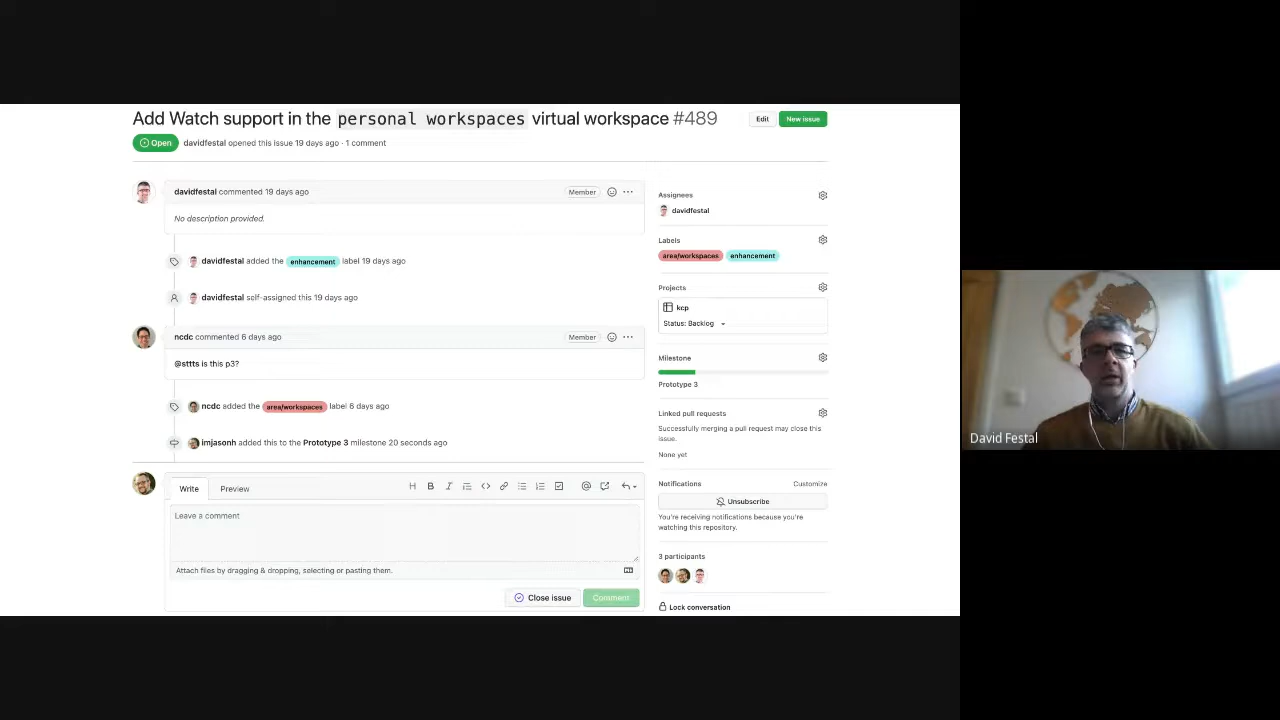 Add Watch support in the personal workspaces virtual workspace #489
Edit
New issue
Open
davidfestal opened this issue 19 days ago · 1 comment
davidfestal commented 19 days ago
Member
No description provided.
davidfestal added the enhancement label 19 days ago
davidfestal self-assigned this 19 days ago
ncdc commented 6 days ago
Member
@sttts is this p3?
ncdc added the area/workspaces label 6 days ago
imjasonh added this to the Prototype 3 milestone 20 seconds ago
Write
Preview
Leave a comment
Attach files by dragging & dropping, selecting or pasting them.
Close issue
Comment
Assignees
davidfestal
Labels
area/workspaces
enhancement
Projects
kcp
Status: Backlog
Milestone
Prototype 3
Linked pull requests
Successfully merging a pull request may close this
issue.
None yet
Notifications
Customize
Unsubscribe
You're receiving notifications because you're
watching this repository.
3 participants
Lock conversation
David Festal